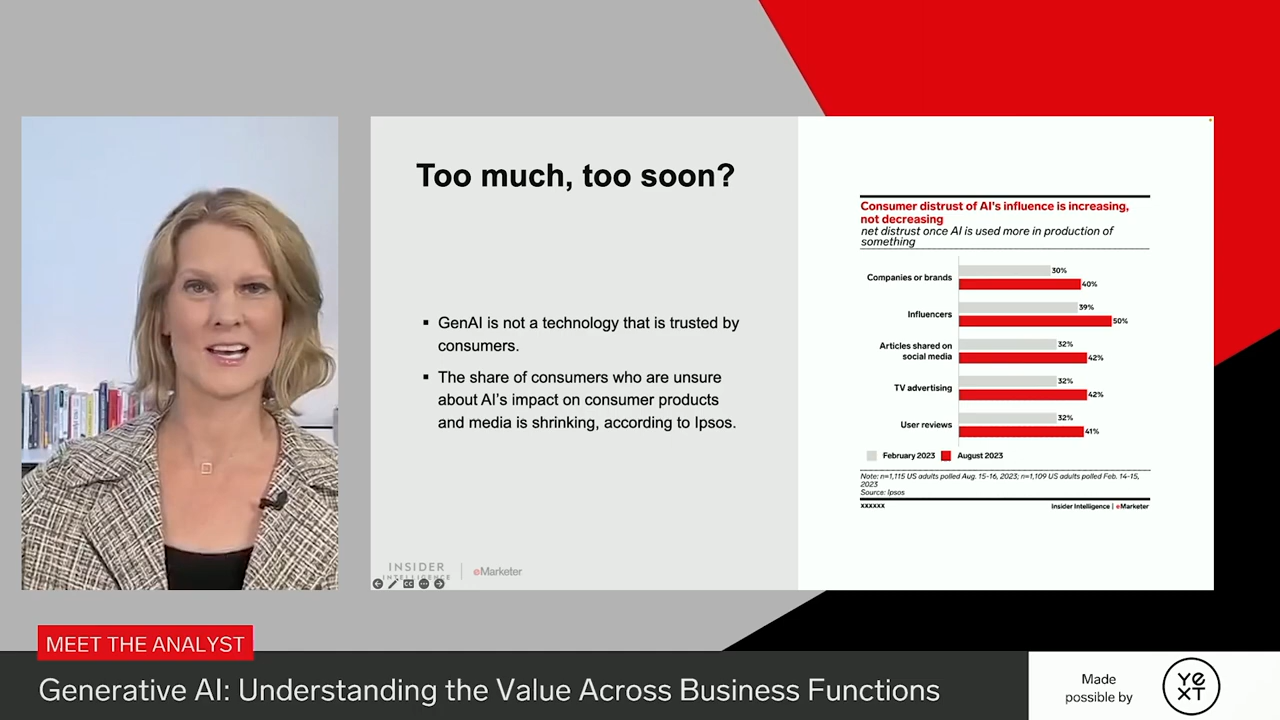 Too much, too soon?
▪ GenAI is not a technology that is trusted by
consumers.
▪ The share of consumers who are unsure
about AI's impact on consumer products
and media is shrinking, according to Ipsos.
INSIDER
INTELLIGENCE
eMarketer
Consumer distrust of AI's influence is increasing,
not decreasing
net distrust once AI is used more in production of
something
Companies or brands
30%
40%
Influencers
39%
50%
Articles shared on
social media
32%
42%
TV advertising
32%
42%
User reviews
32%
41%
February 2023 August 2023
Note: n=1,115 US adults polled Aug. 15-16, 2023; n=1,109 US adults polled Feb. 14-15,
2023
Source: Ipsos
xxxxxx Insider Intelligence | eMarketer
MEET THE ANALYST
Generative AI: Understanding the Value Across Business Functions
Made
possible by
YEXT